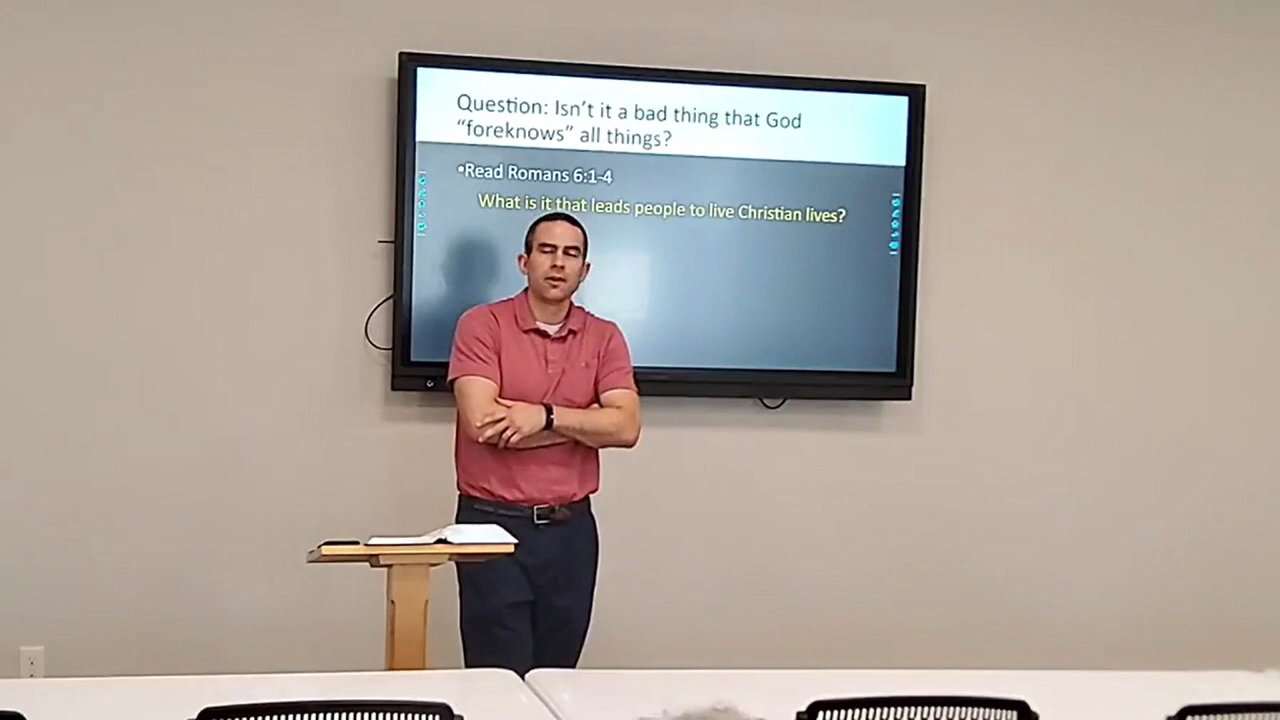 Question: Isn't it a bad thing that God
“foreknows” all things?
•Read Romans 6:1-4
What is it that leads people to live Christian lives?